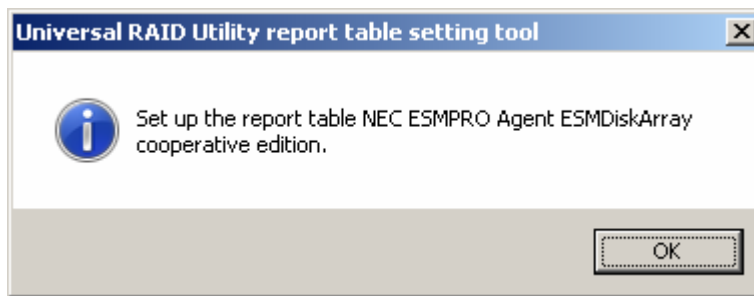 Universal RAID Utility report table setting tool
Set up the report table NEC ESMPRO Agent ESMDiskArray
cooperative edition.
OK